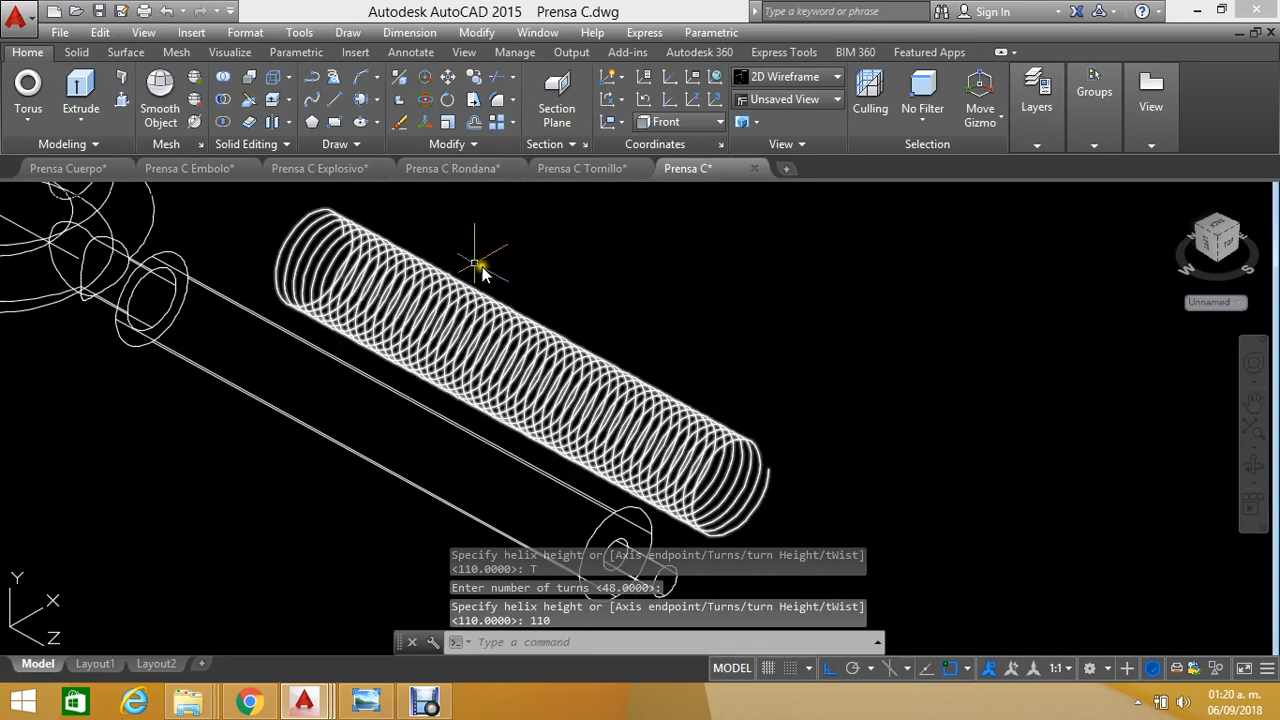 Autodesk AutoCAD 2015 Prensa C.dwg
Type a keyword or phrase
Sign In
File Edit View Insert Format Tools Draw Dimension Modify Window Help Express Parametric
Home Solid Surface Mesh Visualize Parametric Insert Annotate View Manage Output Add-ins Autodesk 360 Express Tools BIM 360 Featured Apps
Torus
Extrude
Smooth Object
Section Plane
Front
2D Wireframe
Unsaved View
Culling
No Filter
Move Gizmo
Layers
Groups
View
Modeling Mesh Solid Editing Draw Modify Section Coordinates View Selection
Prensa Cuerpo* Prensa C Embolo* Prensa C Explosivo* Prensa C Rondana* Prensa C Tornillo* Prensa C*
BACK
TOP
W S
Unnamed
Y
X
Z
Specify helix height or [Axis endpoint/Turns/turn Height/tWist]
<110.0000>: T
Enter number of turns <48.0000>:
Specify helix height or [Axis endpoint/Turns/turn Height/tWist]
<110.0000>: 110
Type a command
Model Layout1 Layout2
MODEL
1:1
01:20 a. m.
06/09/2018